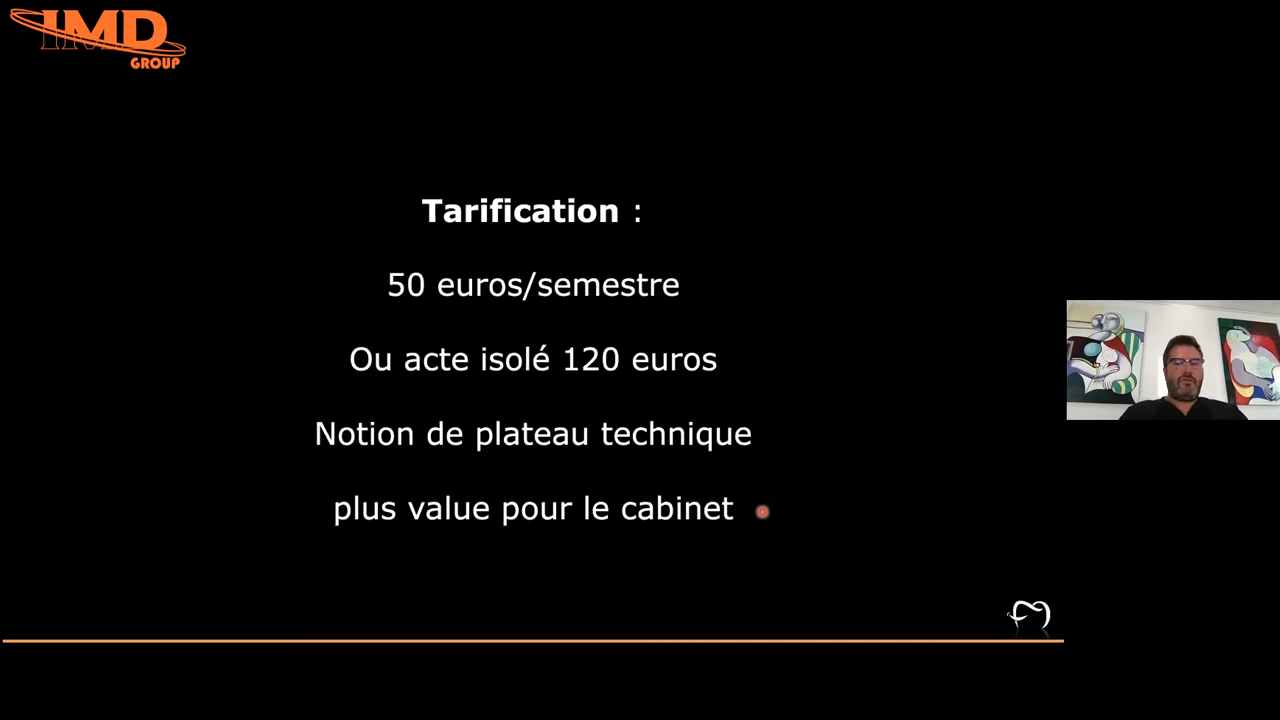 IMD
GROUP
Tarification :
50 euros/semestre
Ou acte isolé 120 euros
Notion de plateau technique
plus value pour le cabinet